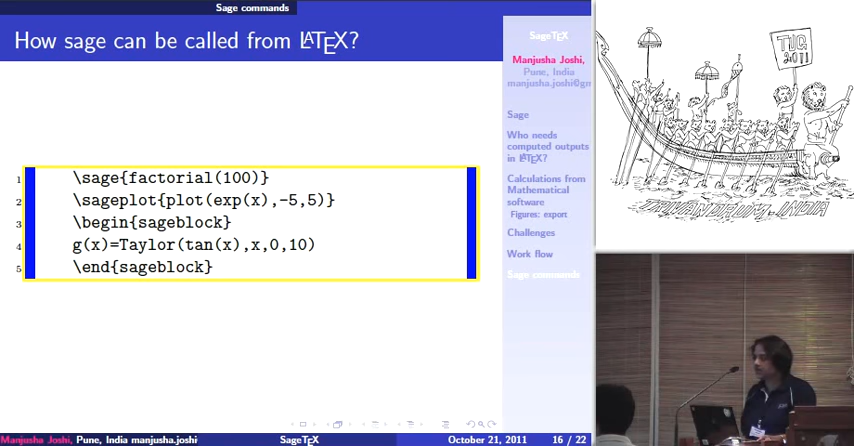 Sage commands
How sage can be called from LATEX?
1 \sage{factorial(100)}
2 \sageplot{plot(exp(x),-5,5)}
3 \begin{sageblock}
4 g(x)=Taylor(tan(x),x,0,10)
5 \end{sageblock}
SageTEX
Manjusha Joshi,
Pune, India
manjusha.joshi@gm
Sage
Who needs
computed outputs
in LATEX?
Calculations from
Mathematical
software
Figures: export
Challenges
Work flow
Sage commands
Manjusha Joshi, Pune, India manjusha.joshi SageTEX October 21, 2011 16 / 22
TUG
2011
TRIVANDRUM - INDIA